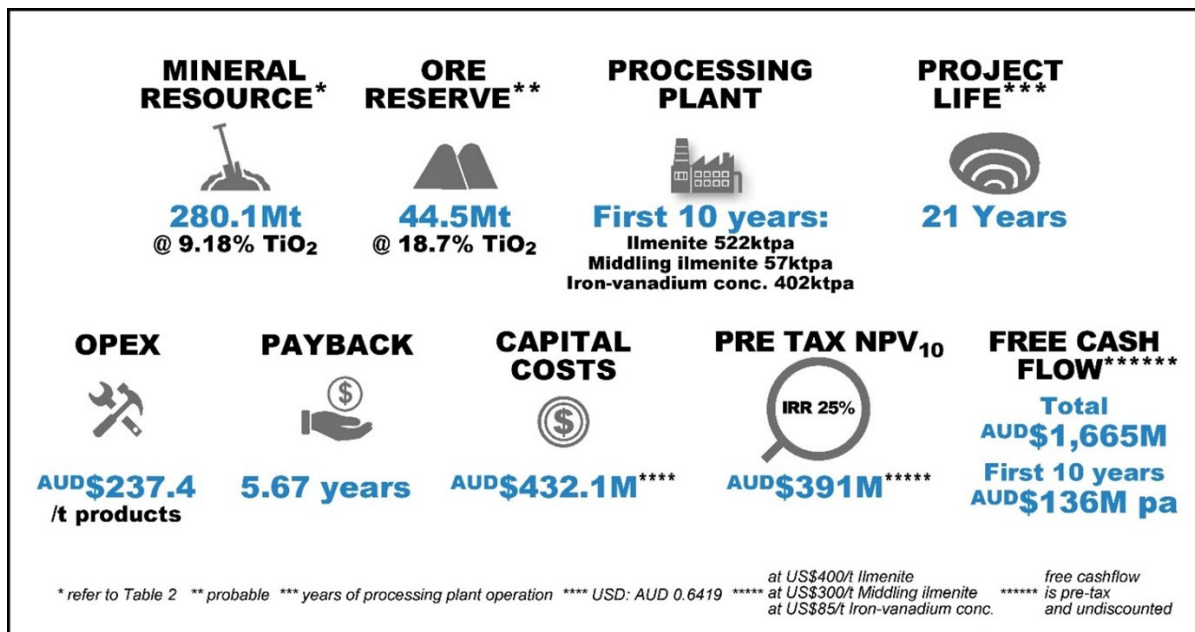 MINERAL
RESOURCE*
280.1Mt
@ 9.18% TiO₂
ORE
RESERVE**
44.5Mt
@ 18.7% TiO₂
PROCESSING
PLANT
First 10 years:
Ilmenite 522ktpa
Middling ilmenite 57ktpa
Iron-vanadium conc. 402ktpa
PROJECT
LIFE***
21 Years
OPEX
AUD$237.4
/t products
PAYBACK
$
5.67 years
CAPITAL
COSTS
$
AUD$432.1M****
PRE TAX NPV₁₀
IRR 25%
AUD$391M*****
FREE CASH
FLOW******
Total
AUD$1,665M
First 10 years
AUD$136M pa
* refer to Table 2 ** probable *** years of processing plant operation **** USD: AUD 0.6419
***** at US$400/t Ilmenite
at US$300/t Middling ilmenite
at US$85/t Iron-vanadium conc.
****** free cashflow
is pre-tax
and undiscounted